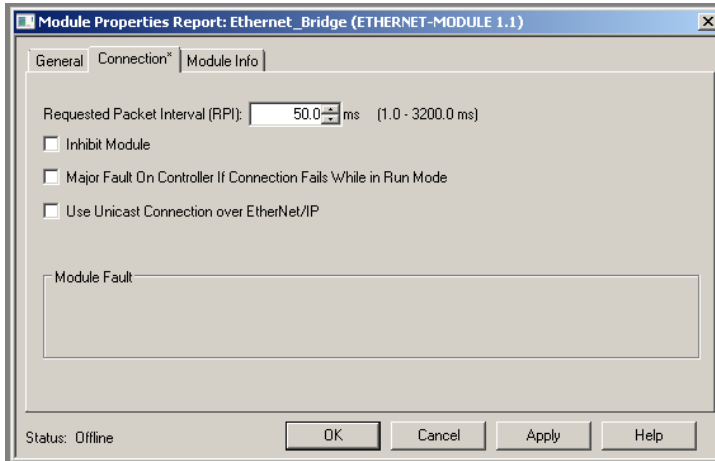 Module Properties Report: Ethernet_Bridge (ETHERNET-MODULE 1.1)
General Connection* Module Info
Requested Packet Interval (RPI): 50.0 ms (1.0 - 3200.0 ms)
Inhibit Module
Major Fault On Controller If Connection Fails While in Run Mode
Use Unicast Connection over EtherNet/IP
Module Fault
Status: Offline OK Cancel Apply Help